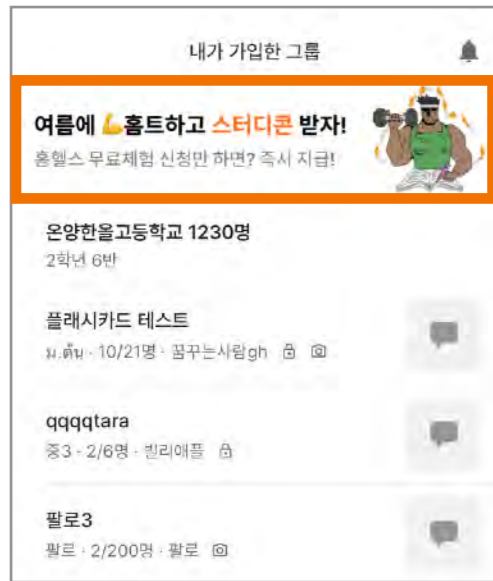 내가 가입한 그룹
여름에 💪홈트하고 스터디콘 받자!
홈헬스 무료체험 신청만 하면? 즉시 지급!
온양한올고등학교 1230명
2학년 6반
플래시카드 테스트
ม.ต้น · 10/21명 · 꿈꾸는사람gh
qqqqtara
중3 · 2/6명 · 빌리애플
팔로3
팔로 · 2/200명 · 팔로